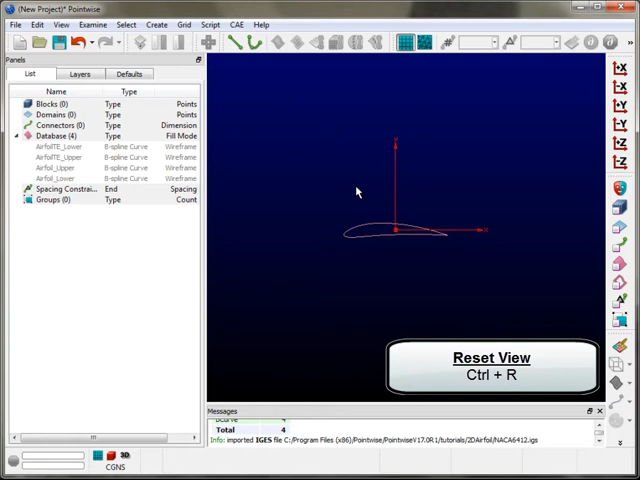 (New Project)* - Pointwise
File Edit View Examine Select Create Grid Script CAE Help
Panels
List Layers Defaults
Name Type
Blocks (0) Type Points
Domains (0) Type Points
Connectors (0) Type Dimension
Database (4) Type Fill Mode
AirfoilTE_Lower B-spline Curve Wireframe
AirfoilTE_Upper B-spline Curve Wireframe
Airfoil_Upper B-spline Curve Wireframe
Airfoil_Lower B-spline Curve Wireframe
Spacing Constrai... End Spacing
Groups (0) Type Count
Y
X
+X
-X
+Y
-Y
+Z
-Z
Reset View
Ctrl + R
Messages
Total 4
Info: imported IGES file C:/Program Files (x86)/Pointwise/PointwiseV17.0R1/tutorials/2DAirfoil/NACA6412.igs
3D
CGNS